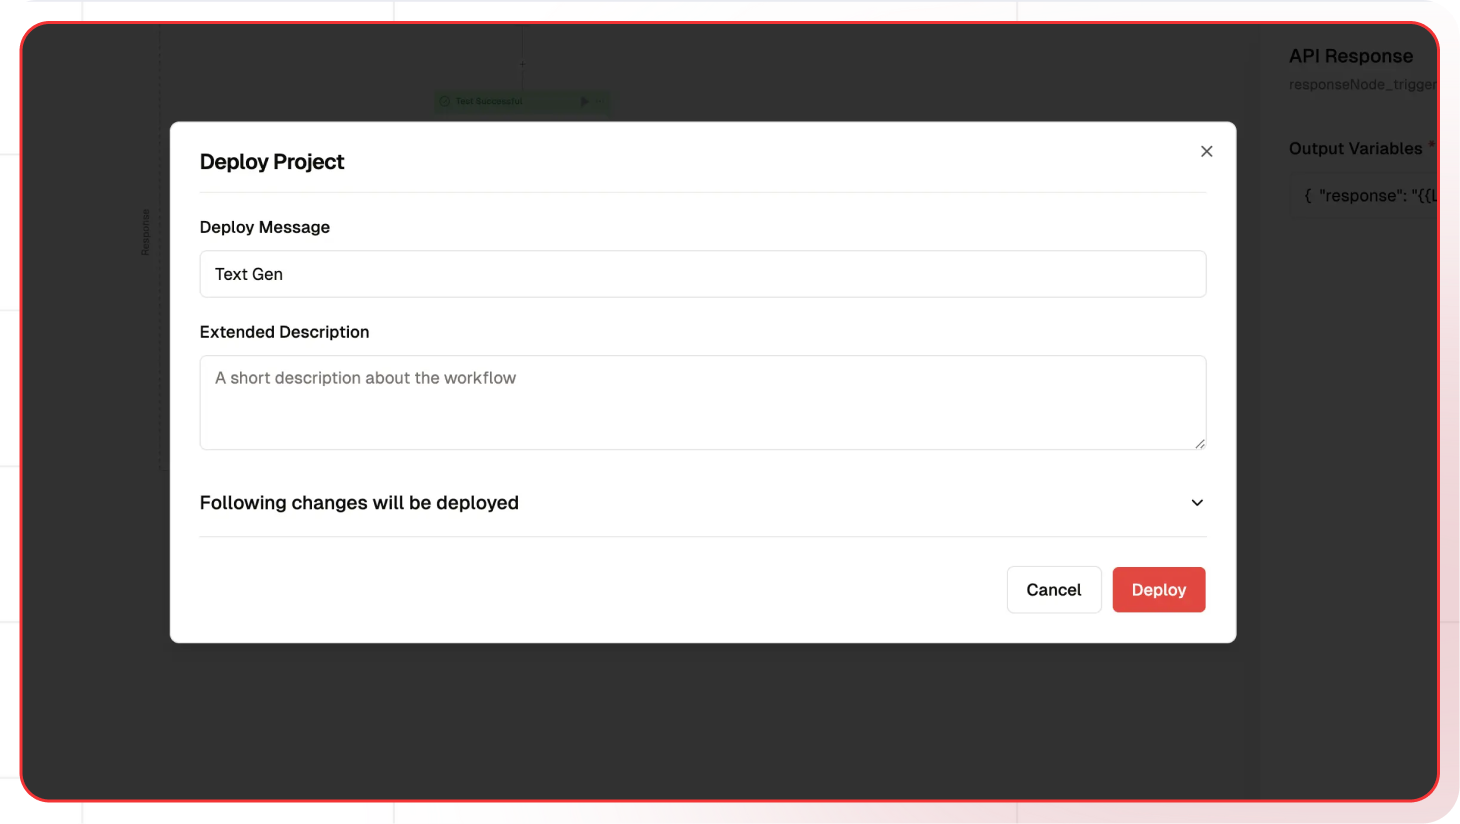 API Response
responseNode_trigger
Text Successful
Deploy Project
Output Variables *
{ "response": "{{L
Response
Deploy Message
Text Gen
Extended Description
A short description about the workflow
Following changes will be deployed
Cancel
Deploy